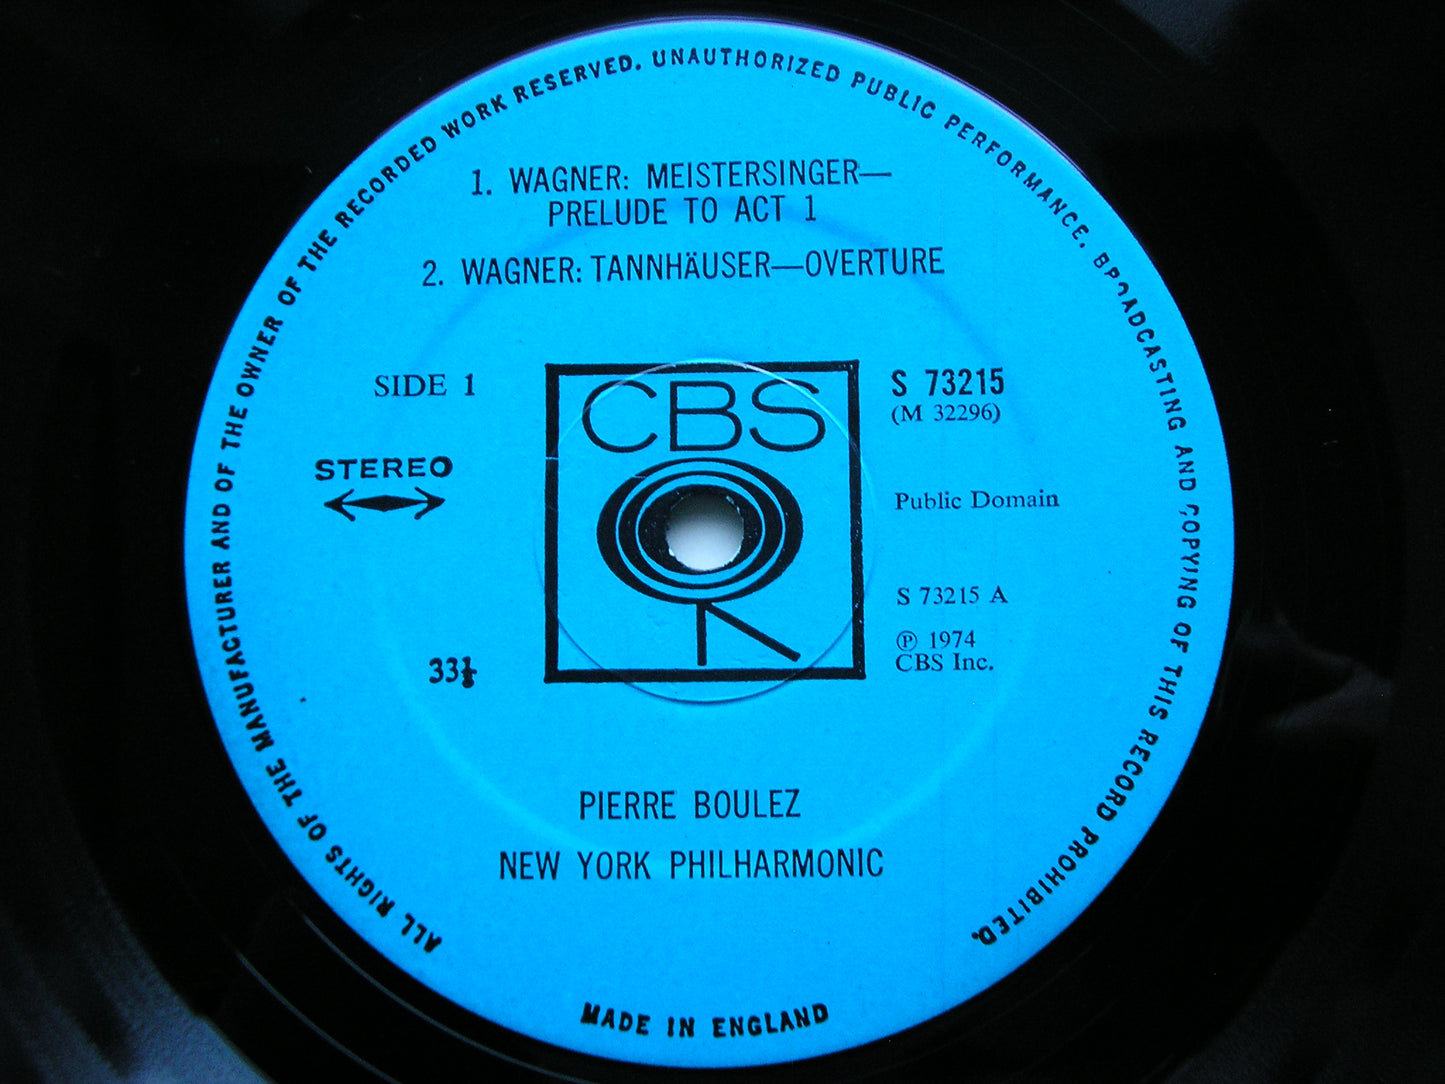 ALL RIGHTS OF THE MANUFACTURER AND OF THE OWNER OF THE RECORDED WORK RESERVED. UNAUTHORIZED PUBLIC PERFORMANCE, BROADCASTING AND COPYING OF THIS RECORD PROHIBITED.
1. WAGNER: MEISTERSINGER—
PRELUDE TO ACT 1
2. WAGNER: TANNHÄUSER—OVERTURE
SIDE 1
STEREO
33⅓
CBS
S 73215
(M 32296)
Public Domain
S 73215 A
℗ 1974
CBS Inc.
PIERRE BOULEZ
NEW YORK PHILHARMONIC
MADE IN ENGLAND